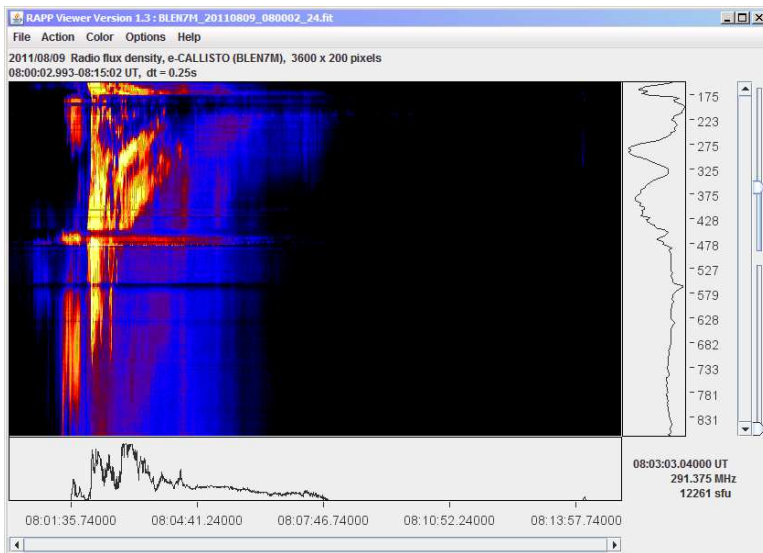 RAPP Viewer Version 1.3 : BLEN7M_20110809_080002_24.fit
File Action Color Options Help
2011/08/09 Radio flux density, e-CALLISTO (BLEN7M), 3600 x 200 pixels
08:00:02.993-08:15:02 UT, dt = 0.25s
175
223
275
325
375
428
478
527
579
628
682
733
781
831
08:03:03.04000 UT
291.375 MHz
12261 sfu
08:01:35.74000 08:04:41.24000 08:07:46.74000 08:10:52.24000 08:13:57.74000